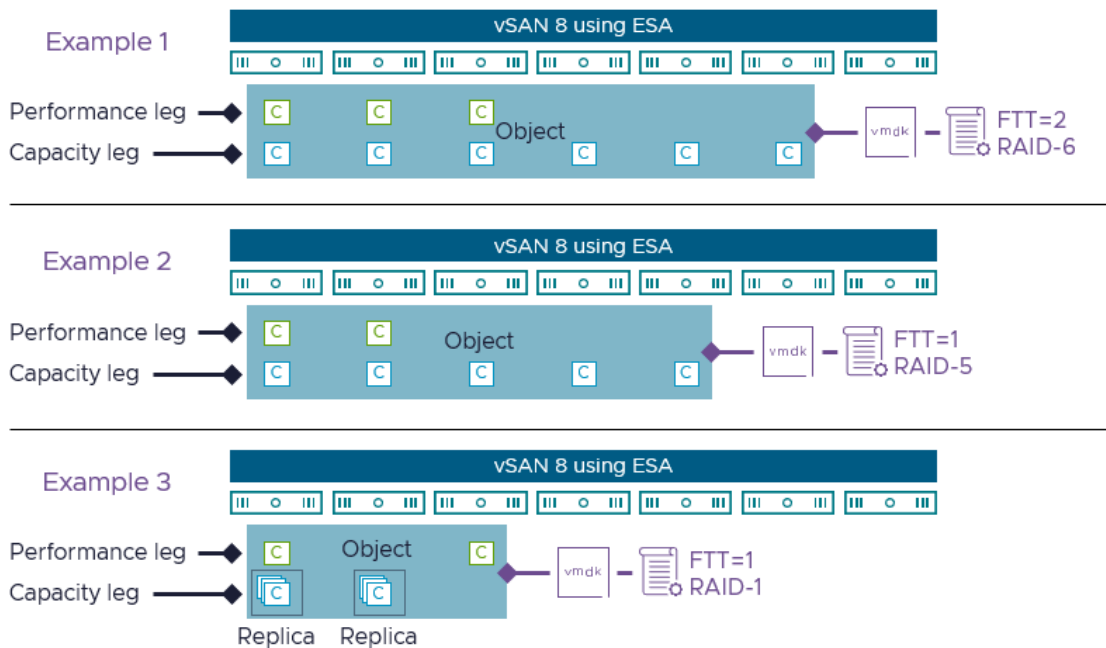 vSAN 8 using ESA
Example 1
Performance leg
C C C
Object
Capacity leg
C C C C C C
vmdk
FTT=2
RAID-6
vSAN 8 using ESA
Example 2
Performance leg
C C
Object
Capacity leg
C C C C C
vmdk
FTT=1
RAID-5
vSAN 8 using ESA
Example 3
Performance leg
C Object C
Capacity leg
C C
vmdk
FTT=1
RAID-1
Replica Replica